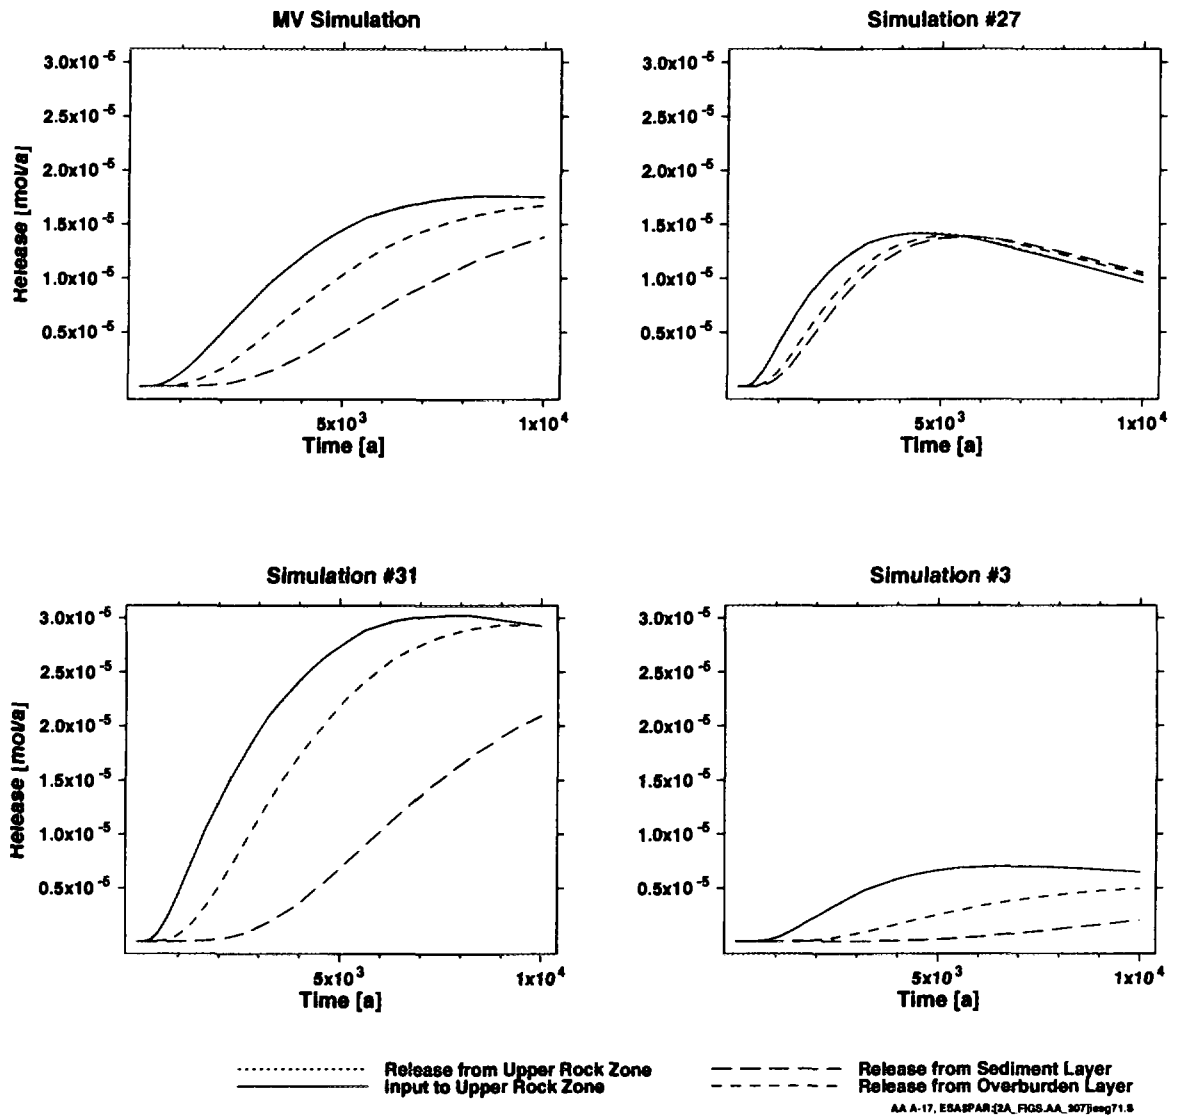 MV Simulation
Simulation #27
3.0x10 -5
2.5x10 -5
2.0x10 -5
1.5x10 -5
1.0x10 -5
0.5x10 -5
Release [mol/a]
5x10 3
1x10 4
Time [a]
3.0x10 -5
2.5x10 -5
2.0x10 -5
1.5x10 -5
1.0x10 -5
0.5x10 -5
5x10 3
1x10 4
Time [a]
Simulation #31
Simulation #3
3.0x10 -5
2.5x10 -5
2.0x10 -5
1.5x10 -5
1.0x10 -5
0.5x10 -5
Release [mol/a]
5x10 3
1x10 4
Time [a]
3.0x10 -5
2.5x10 -5
2.0x10 -5
1.5x10 -5
1.0x10 -5
0.5x10 -5
5x10 3
1x10 4
Time [a]
Release from Upper Rock Zone
Input to Upper Rock Zone
Release from Sediment Layer
Release from Overburden Layer
AA A-17,